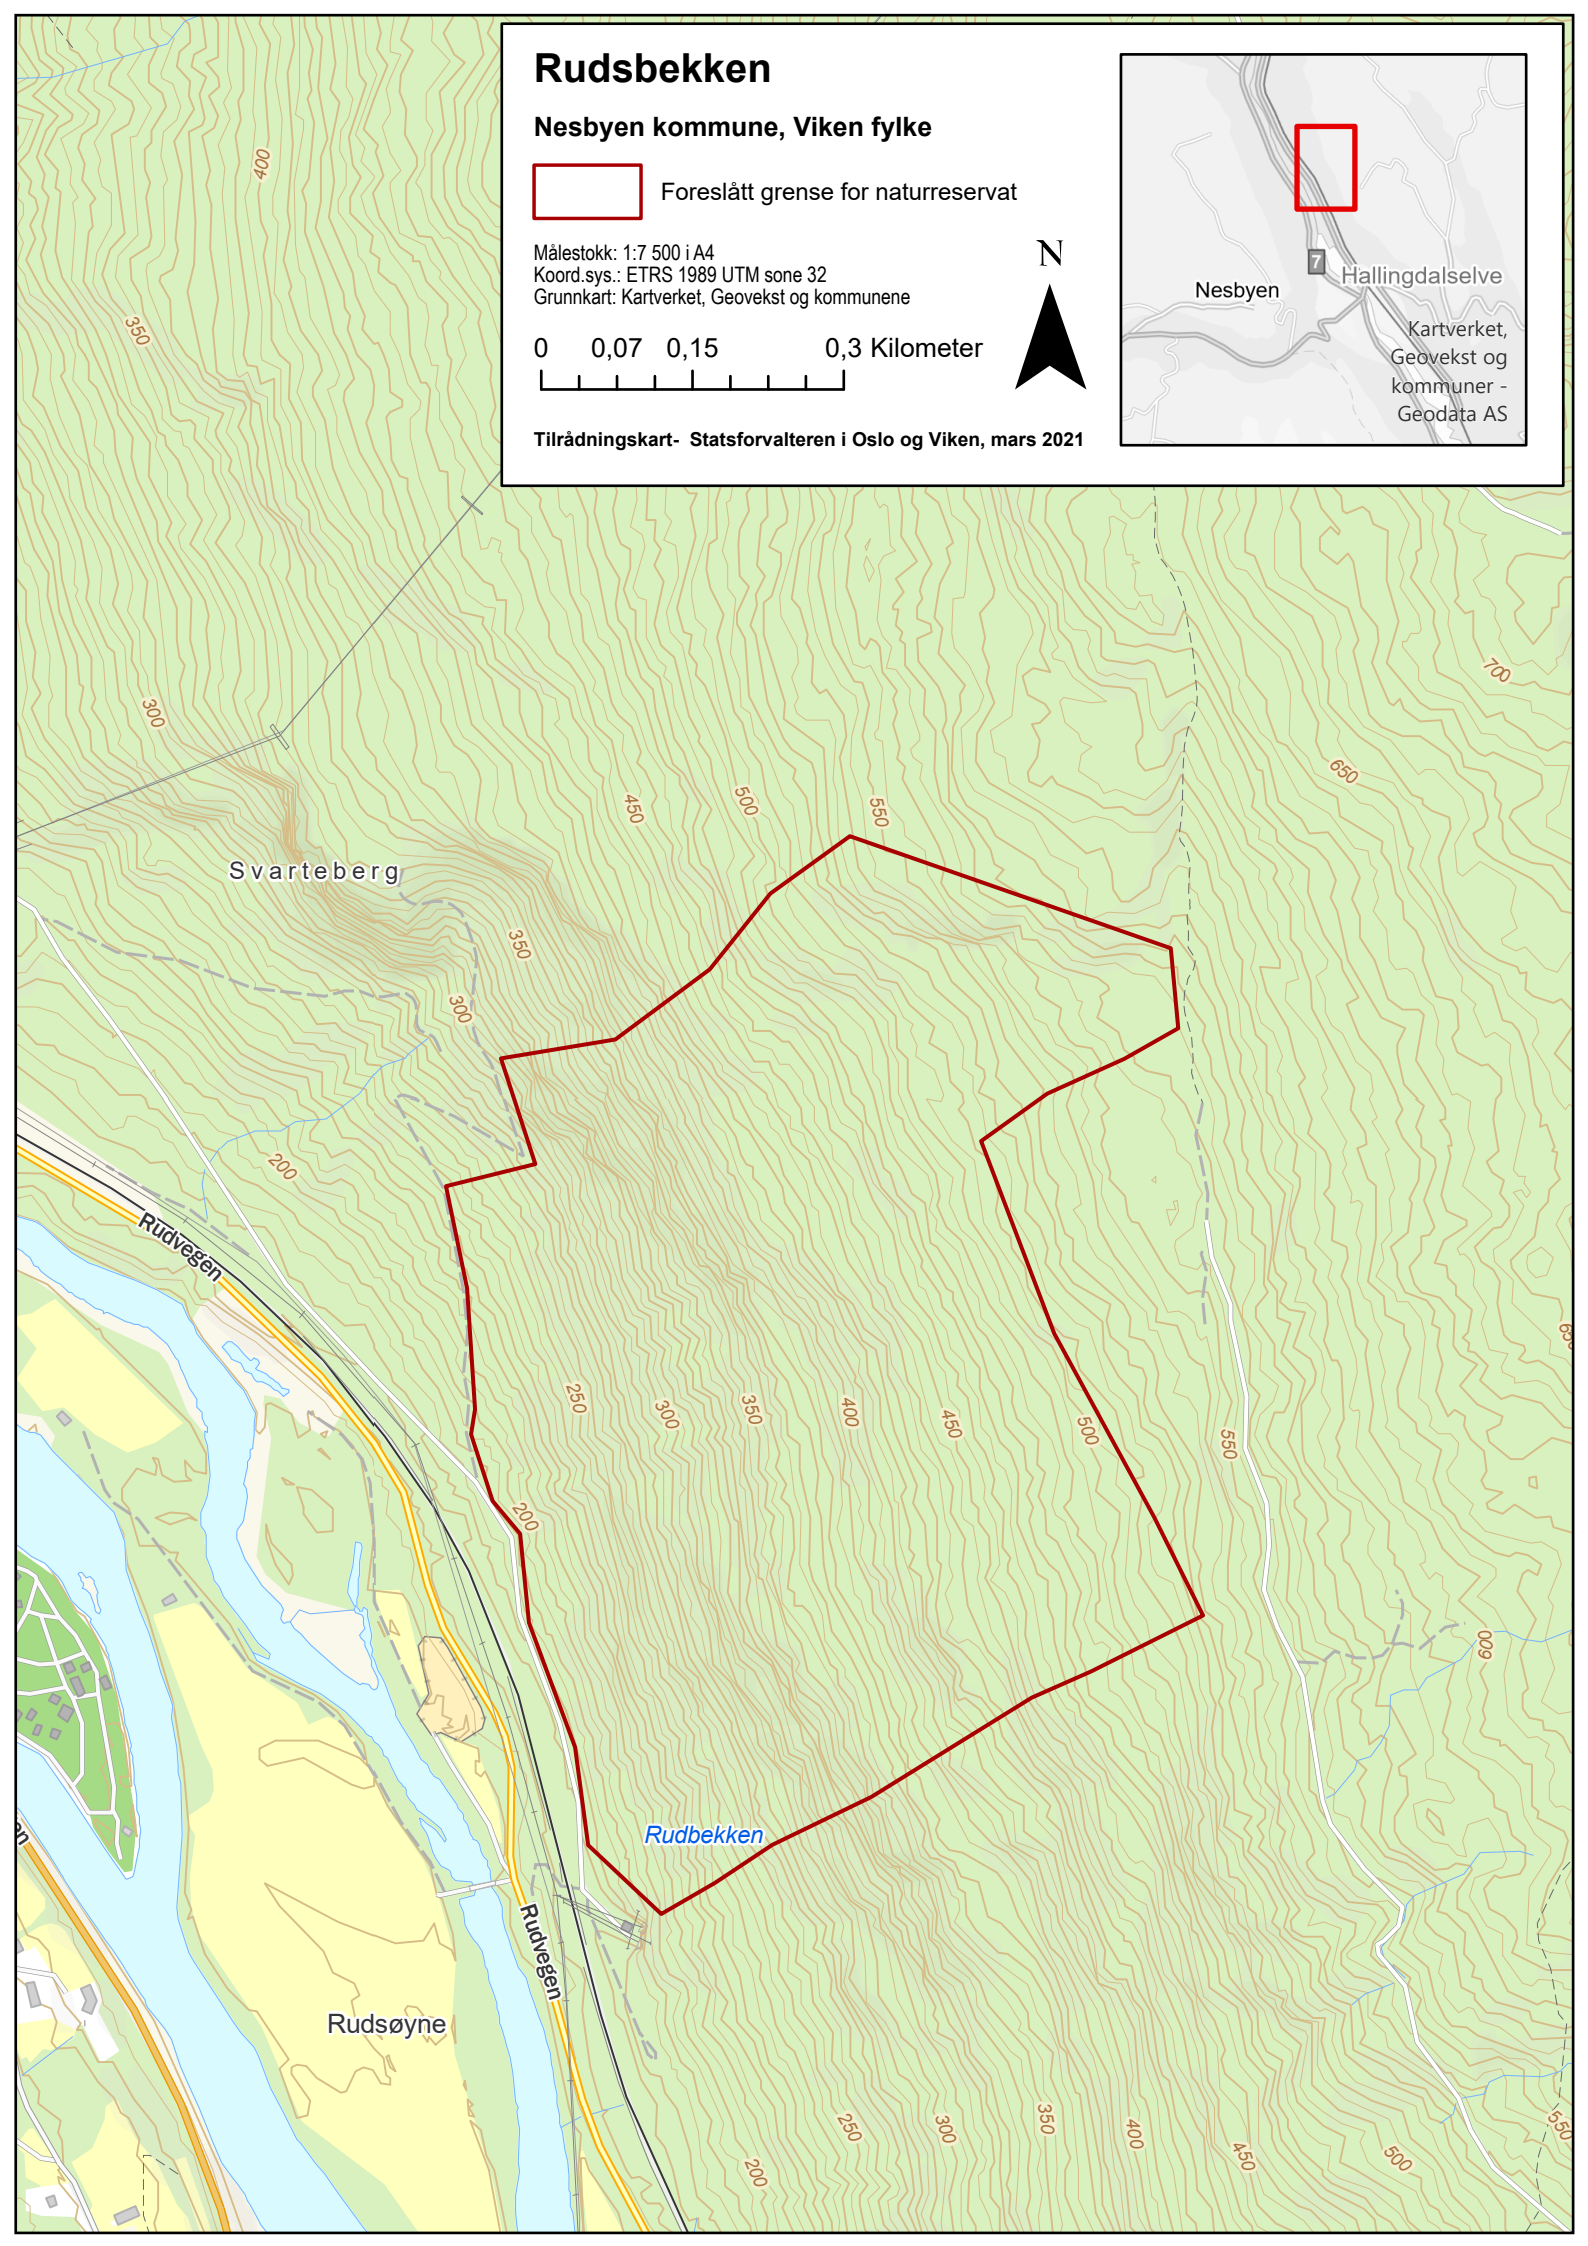 Rudsbekken
Nesbyen kommune, Viken fylke
Foreslått grense for naturreservat
Målestokk: 1:7 500 i A4
Koord.sys.: ETRS 1989 UTM sone 32
Grunnkart: Kartverket, Geovekst og kommunene
0 0,07 0,15 0,3 Kilometer
Tilrådningskart- Statsforvalteren i Oslo og Viken, mars 2021
N
7
Hallingdalselve
Nesbyen
Kartverket,
Geovekst og
kommuner -
Geodata AS
400
350
300
700
650
450
500
550
Svarteberg
350
300
200
Rudvegen
250
300
350
400
450
500
550
200
600
Rudbekken
Rudvegen
Rudsøyne
250
300
350
400
450
500
550
200